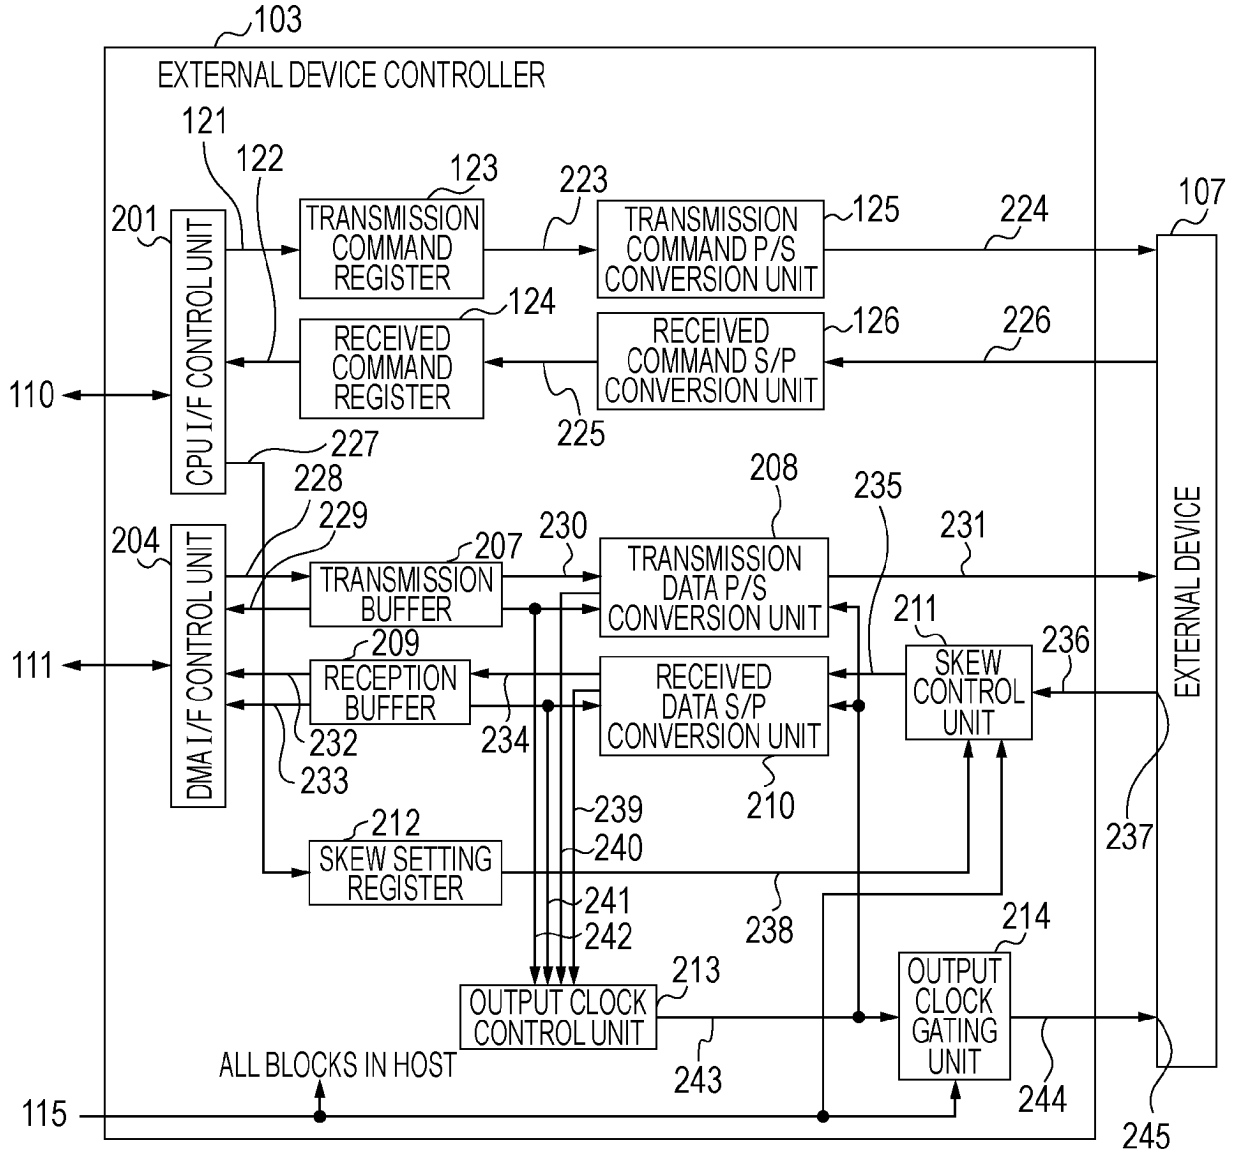 103
EXTERNAL DEVICE CONTROLLER
121
122
123
223
125
224
107
201
TRANSMISSION
COMMAND
REGISTER
TRANSMISSION
COMMAND P/S
CONVERSION UNIT
124
126
226
RECEIVED
COMMAND
REGISTER
RECEIVED
COMMAND S/P
CONVERSION UNIT
CPU I/F CONTROL UNIT
110
225
227
228
229
208
235
EXTERNAL DEVICE
204
207
230
231
TRANSMISSION
BUFFER
TRANSMISSION
DATA P/S
CONVERSION UNIT
211
209
236
DMA I/F CONTROL UNIT
111
RECEPTION
BUFFER
RECEIVED
DATA S/P
CONVERSION UNIT
SKEW
CONTROL
UNIT
232
234
233
210
239
237
212
240
SKEW SETTING
REGISTER
241
238
242
214
213
OUTPUT CLOCK
CONTROL UNIT
OUTPUT
CLOCK
GATING
UNIT
243
244
ALL BLOCKS IN HOST
115
245